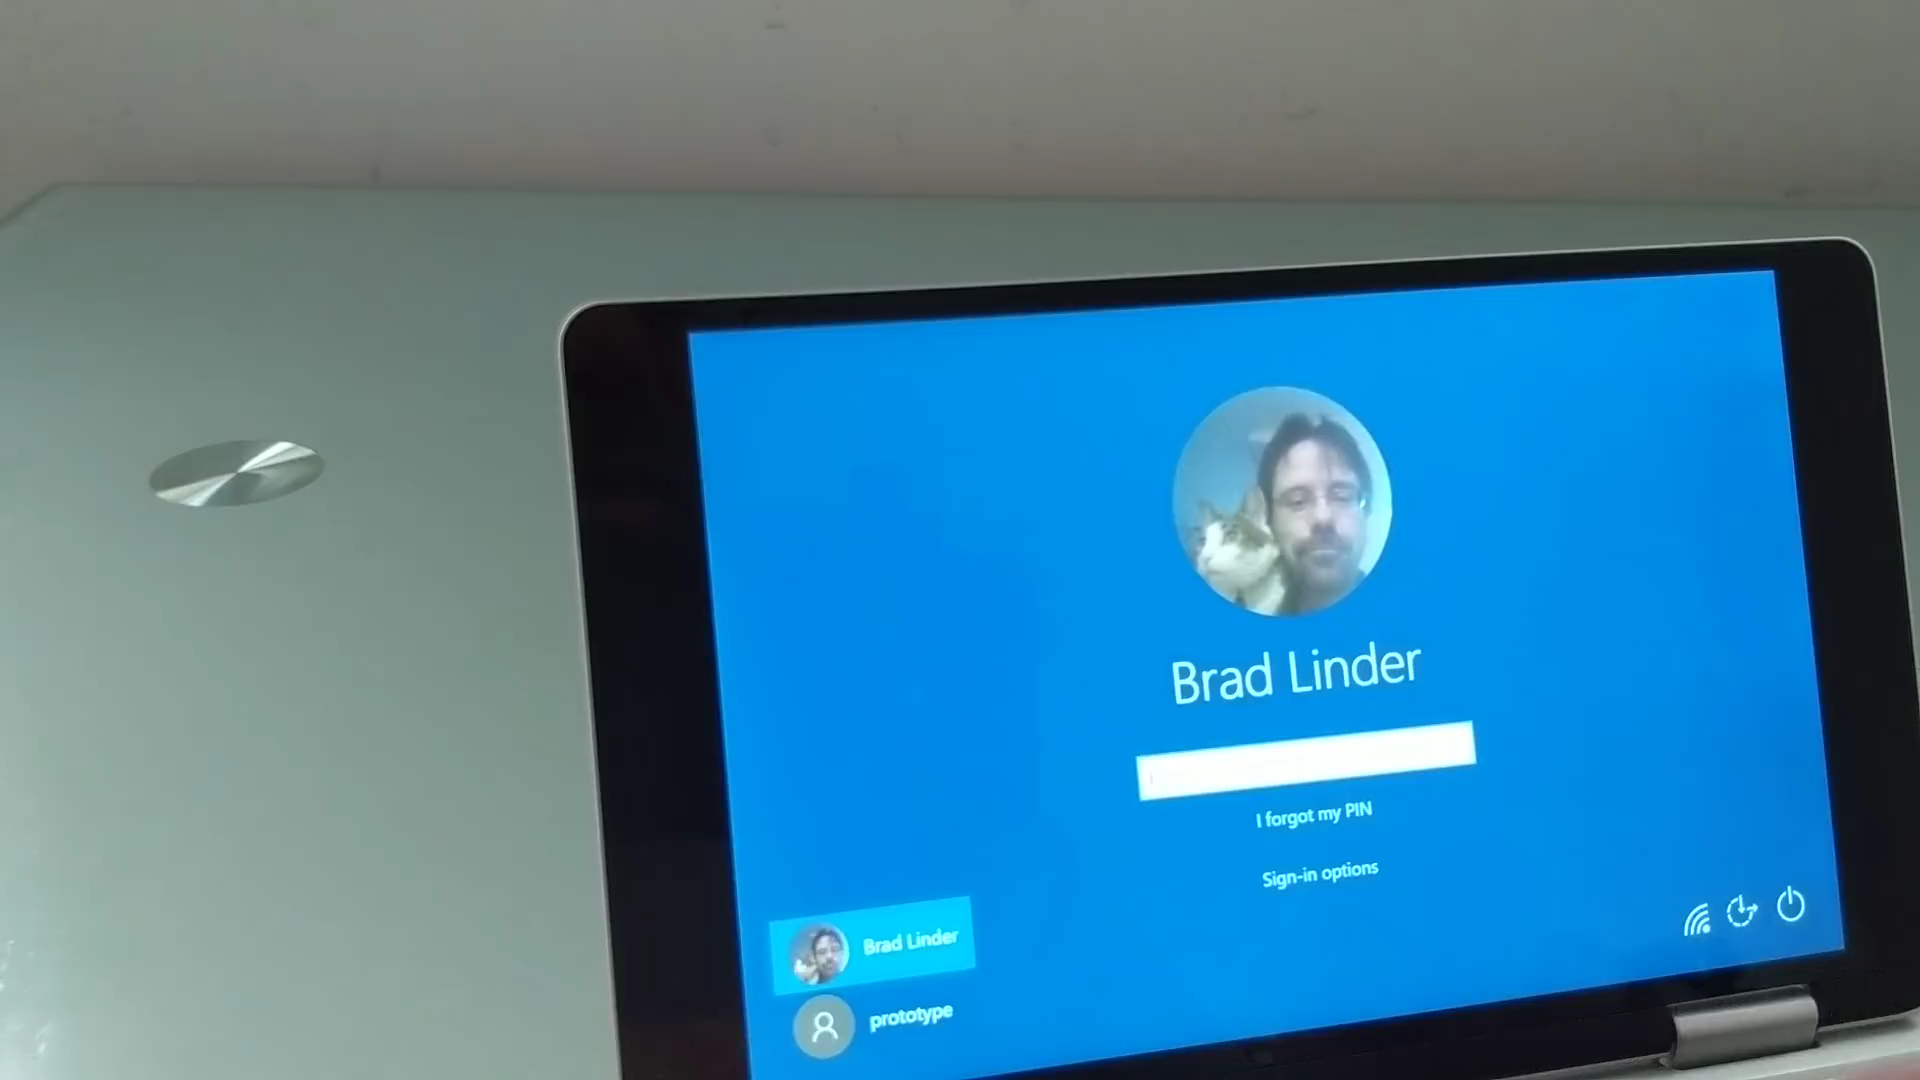 Brad Linder
I forgot my PIN
Sign-in options
Brad Linder
prototype